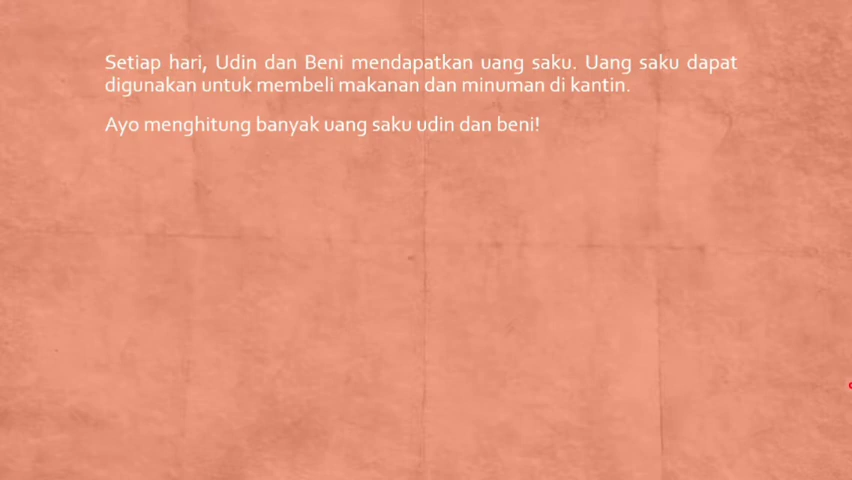 Setiap hari, Udin dan Beni mendapatkan uang saku. Uang saku dapat
digunakan untuk membeli makanan dan minuman di kantin.
Ayo menghitung banyak uang saku udin dan beni!